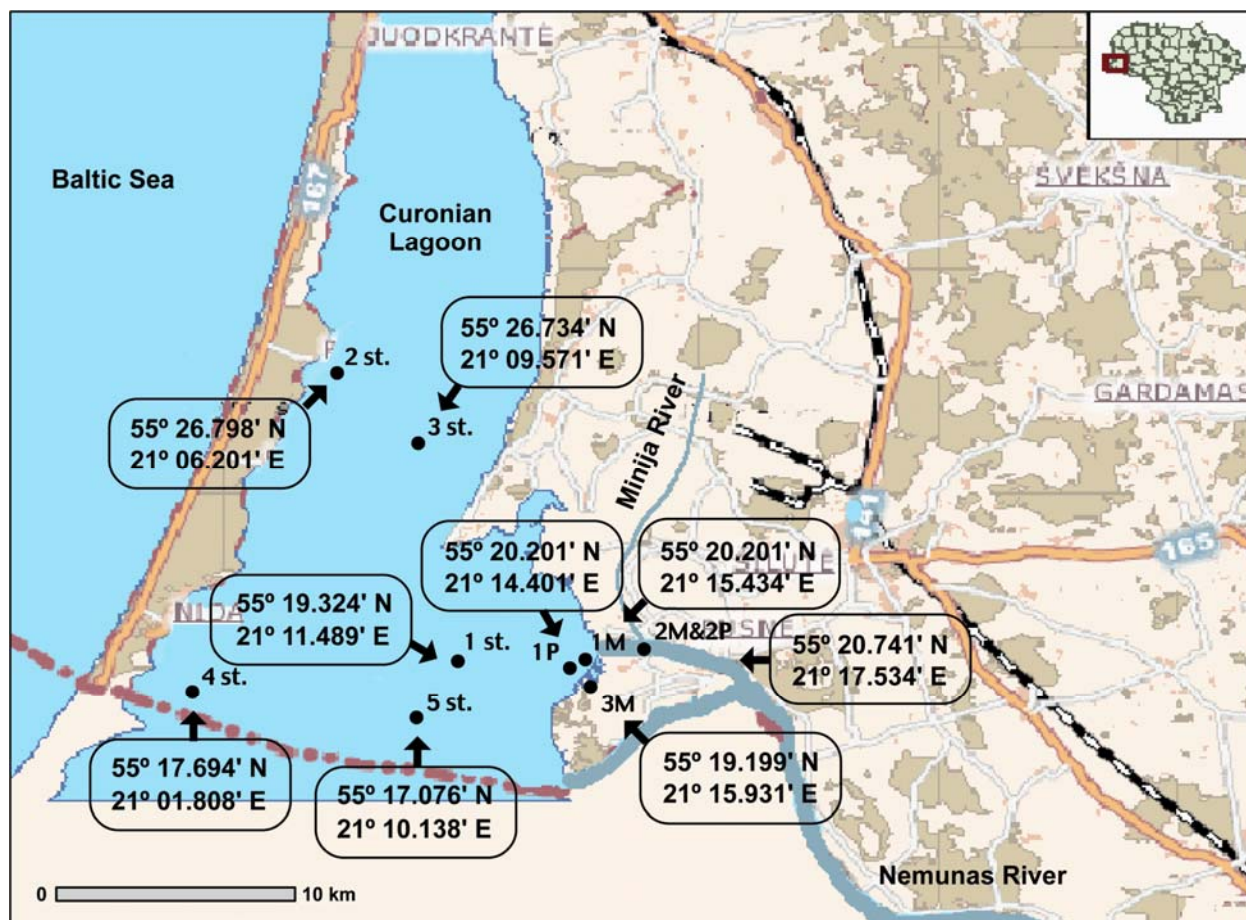 JUODKRANTĖ
Baltic Sea
167
Curonian
Lagoon
ŠVĖKŠNA
55º 26.734' N
21º 09.571' E
2 st.
GARDAMAS
55º 26.798' N
21º 06.201' E
3 st.
Minija River
141
165
55º 20.201' N
21º 14.401' E
55º 20.201' N
21º 15.434' E
ŠILUTĖ
NIDA
55º 19.324' N
21º 11.489' E
1 st.
1P
1M
2M&2P
55º 20.741' N
21º 17.534' E
4 st.
5 st.
3M
55º 17.694' N
21º 01.808' E
55º 17.076' N
21º 10.138' E
55º 19.199' N
21º 15.931' E
Nemunas River
0
10 km